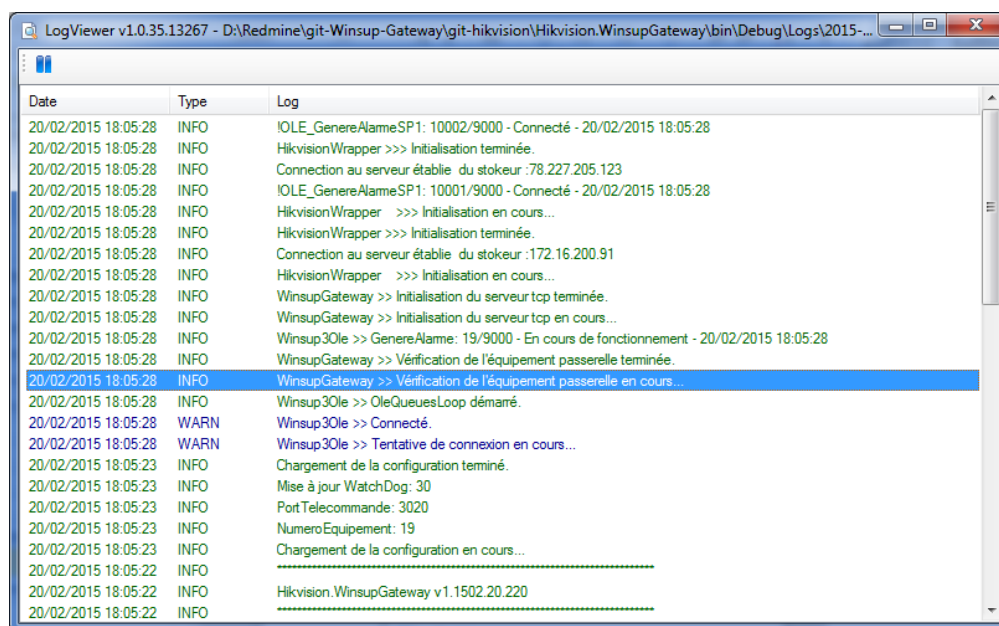 LogViewer v1.0.35.13267 - D:\Redmine\git-Winsup-Gateway\git-hikvision\Hikvision.WinsupGateway\bin\Debug\Logs\2015-...
Date Type Log
20/02/2015 18:05:28 INFO !OLE_GenereAlarmeSP1: 10002/9000 - Connecté - 20/02/2015 18:05:28
20/02/2015 18:05:28 INFO HikvisionWrapper >>> Initialisation terminée.
20/02/2015 18:05:28 INFO Connection au serveur établie du stokeur :78.227.205.123
20/02/2015 18:05:28 INFO !OLE_GenereAlarmeSP1: 10001/9000 - Connecté - 20/02/2015 18:05:28
20/02/2015 18:05:28 INFO HikvisionWrapper >>> Initialisation en cours...
20/02/2015 18:05:28 INFO HikvisionWrapper >>> Initialisation terminée.
20/02/2015 18:05:28 INFO Connection au serveur établie du stokeur :172.16.200.91
20/02/2015 18:05:28 INFO HikvisionWrapper >>> Initialisation en cours...
20/02/2015 18:05:28 INFO WinsupGateway >> Initialisation du serveur tcp terminée.
20/02/2015 18:05:28 INFO WinsupGateway >> Initialisation du serveur tcp en cours...
20/02/2015 18:05:28 INFO Winsup3Ole >> GenereAlarme: 19/9000 - En cours de fonctionnement - 20/02/2015 18:05:28
20/02/2015 18:05:28 INFO WinsupGateway >> Vérification de l'équipement passerelle terminée.
20/02/2015 18:05:28 INFO WinsupGateway >> Vérification de l'équipement passerelle en cours...
20/02/2015 18:05:28 INFO Winsup3Ole >> OleQueuesLoop démarré.
20/02/2015 18:05:28 WARN Winsup3Ole >> Connecté.
20/02/2015 18:05:28 WARN Winsup3Ole >> Tentative de connexion en cours...
20/02/2015 18:05:23 INFO Chargement de la configuration terminé.
20/02/2015 18:05:23 INFO Mise à jour WatchDog: 30
20/02/2015 18:05:23 INFO PortTelecommande: 3020
20/02/2015 18:05:23 INFO NumeroEquipement: 19
20/02/2015 18:05:23 INFO Chargement de la configuration en cours...
20/02/2015 18:05:22 INFO ******************************************************************************
20/02/2015 18:05:22 INFO Hikvision.WinsupGateway v1.1502.20.220
20/02/2015 18:05:22 INFO ******************************************************************************